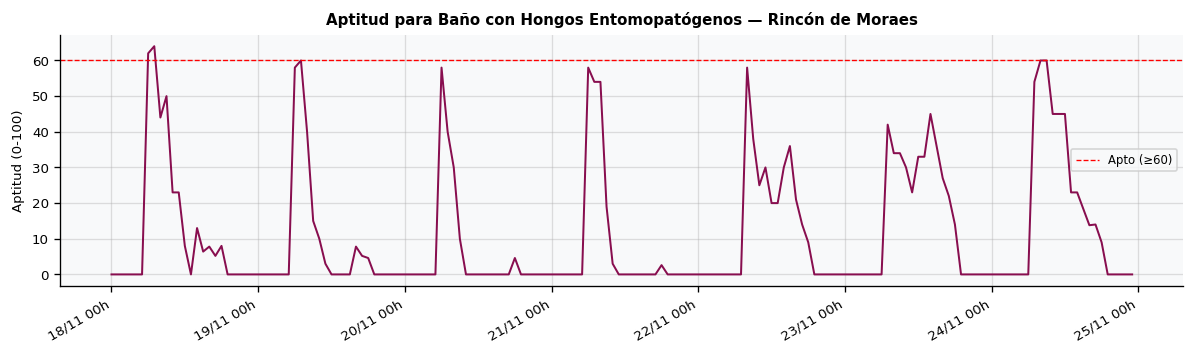 Aptitud para Baño con Hongos Entomopatógenos — Rincón de Moraes
Aptitud (0-100)
60
50
40
30
20
10
0
Apto (≥60)
18/11 00h
19/11 00h
20/11 00h
21/11 00h
22/11 00h
23/11 00h
24/11 00h
25/11 00h